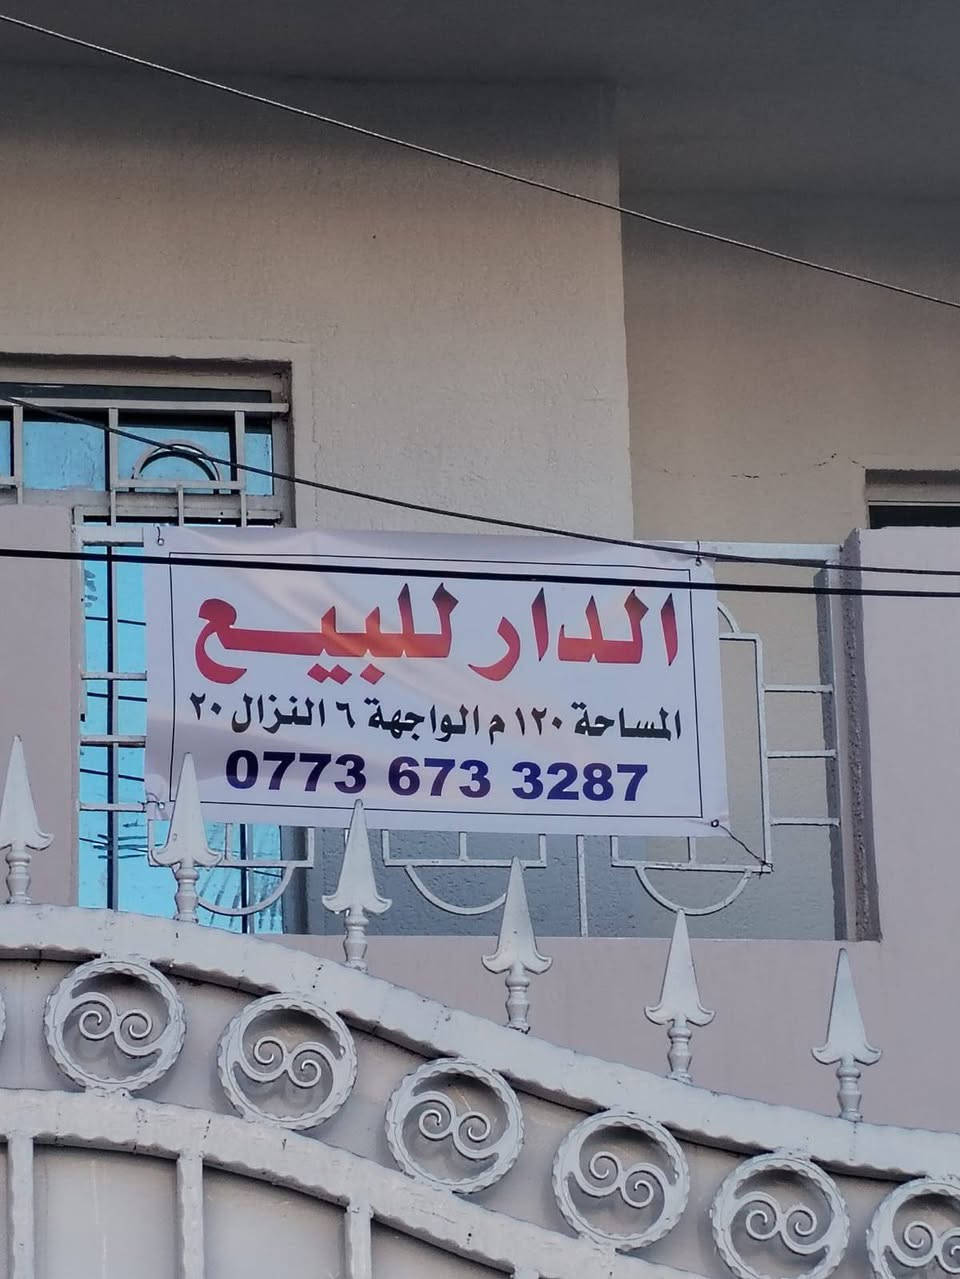 الدار للبيع
المساحة ١٢٠ م الواجهة ٦ النزال ٢٠
0773 673 3287